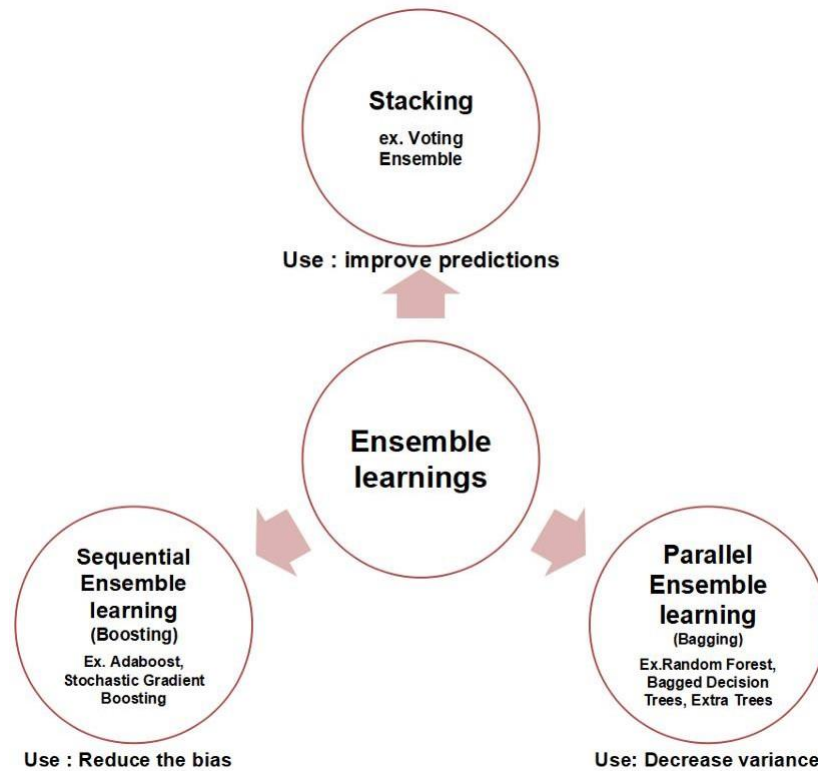 Stacking
ex. Voting
Ensemble
Use : improve predictions
Ensemble
learnings
Sequential
Ensemble
learning
(Boosting)
Ex. Adaboost,
Stochastic Gradient
Boosting
Use : Reduce the bias
Parallel
Ensemble
learning
(Bagging)
Ex.Random Forest,
Bagged Decision
Trees, Extra Trees
Use: Decrease variance